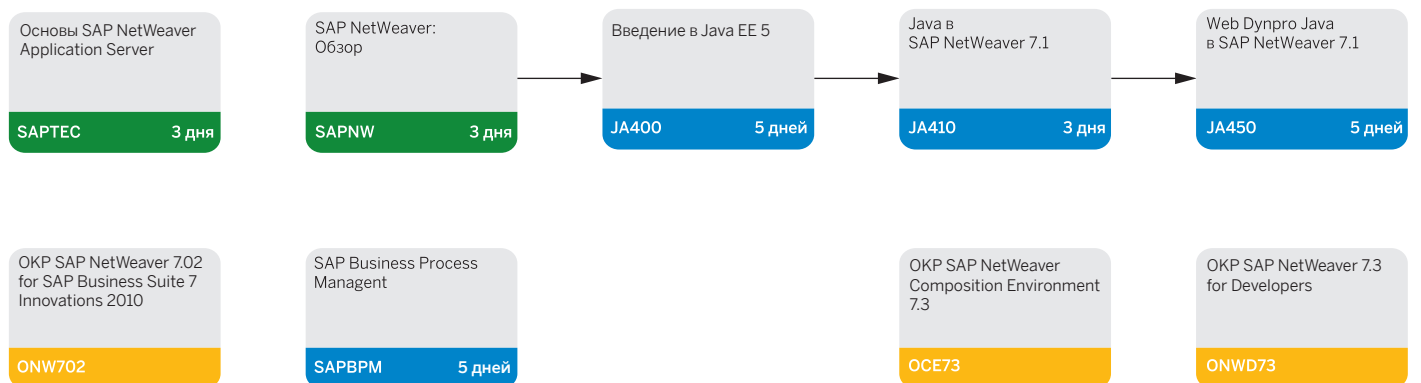 Основы SAP NetWeaver
Application Server
SAPTEC 3 дня
SAP NetWeaver:
Обзор
SAPNW 3 дня
Введение в Java EE 5
JA400 5 дней
Java в
SAP NetWeaver 7.1
JA410 3 дня
Web Dynpro Java
в SAP NetWeaver 7.1
JA450 5 дней
OKP SAP NetWeaver 7.02
for SAP Business Suite 7
Innovations 2010
ONW702
SAP Business Process
Managent
SAPBPM 5 дней
OKP SAP NetWeaver
Composition Environment
7.3
OCE73
OKP SAP NetWeaver 7.3
for Developers
ONWD73